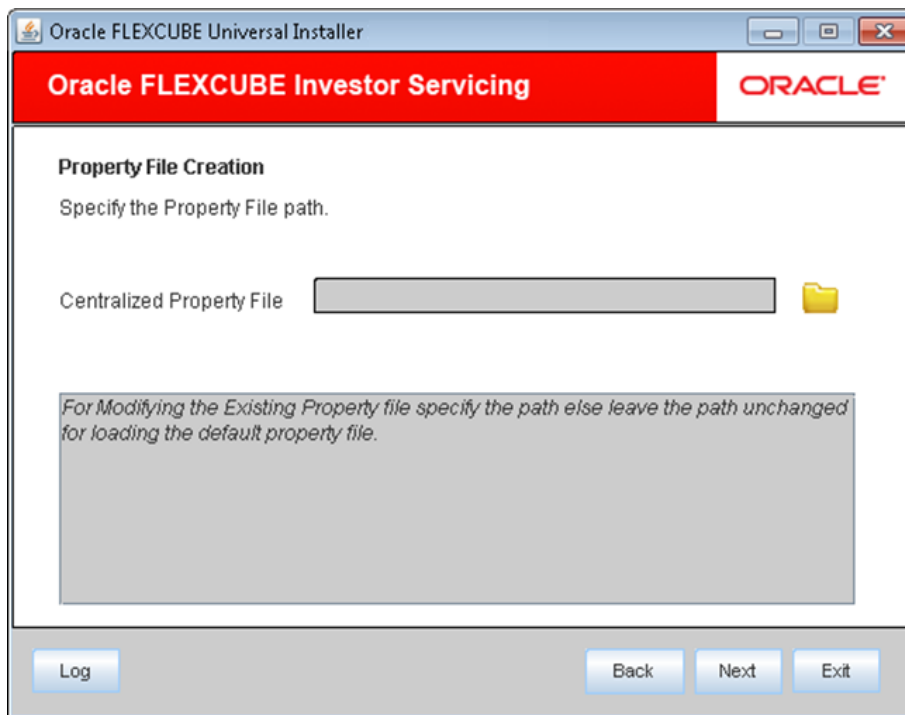 Oracle FLEXCUBE Universal Installer
Oracle FLEXCUBE Investor Servicing
ORACLE
Property File Creation
Specify the Property File path.
Centralized Property File
For Modifying the Existing Property file specify the path else leave the path unchanged
for loading the default property file.
Log
Back
Next
Exit